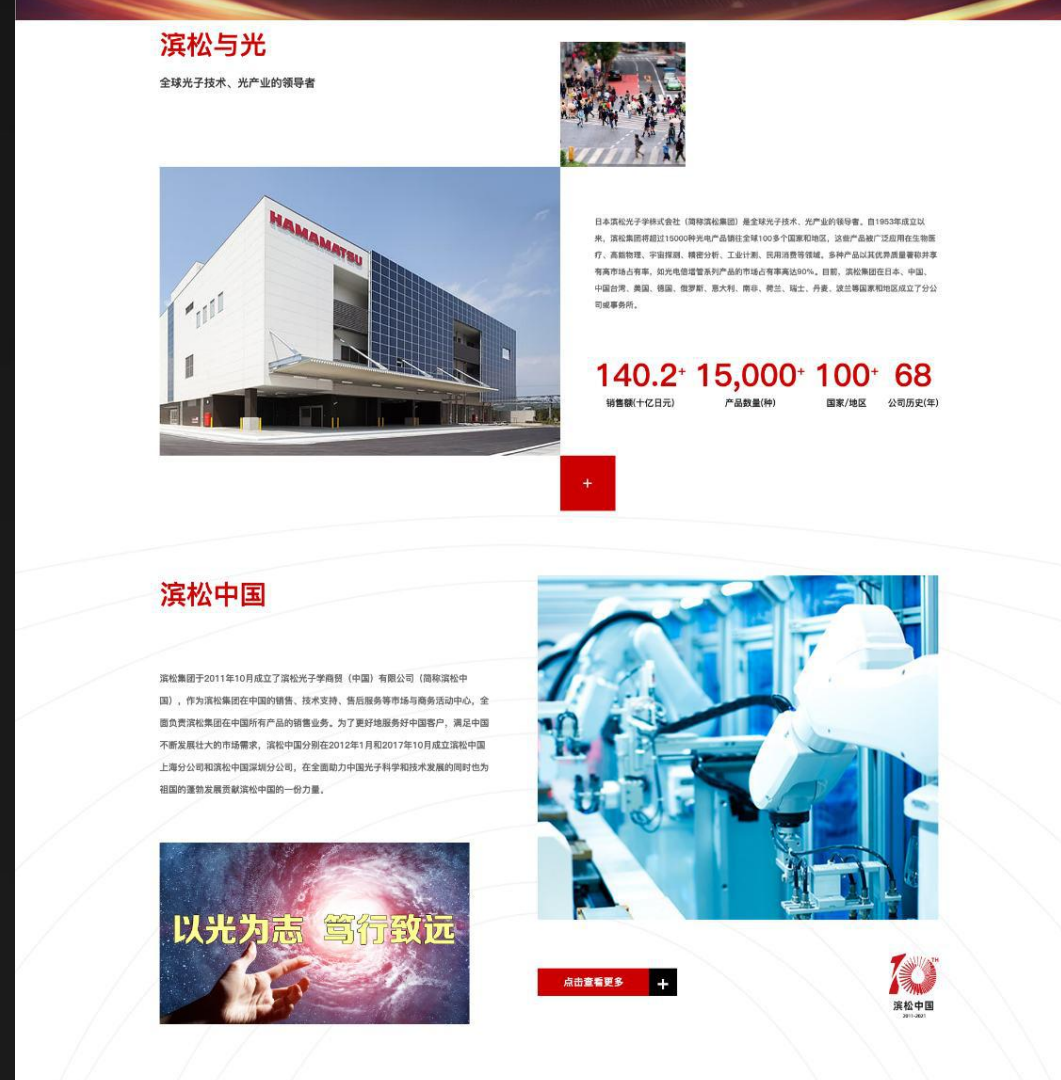 滨松与光
全球光子技术、光产业的领导者
HAMAMATSU
日本滨松光子学株式会社（简称滨松集团）是全球光子技术、光产业的领导者。自1953年成立以
来，滨松集团将超过15000种光电产品销往全球100多个国家和地区，这些产品被广泛应用在生物医
疗、高能物理、宇宙探测、精密分析、工业计测、民用消费等领域。多种产品以其优异质量著称并享
有高市场占有率，如光电倍增管系列产品的市场占有率高达90%。目前，滨松集团在日本、中国、
中国台湾、美国、德国、俄罗斯、意大利、南非、荷兰、瑞士、丹麦、波兰等国家和地区成立了分公
司或事务所。
140.2+ 15,000+ 100+ 68
销售额(十亿日元) 产品数量(种) 国家/地区 公司历史(年)
+
滨松中国
滨松集团于2011年10月成立了滨松光子学商贸（中国）有限公司（简称滨松中
国），作为滨松集团在中国的销售、技术支持、售后服务等市场与商务活动中心，全
面负责滨松集团在中国所有产品的销售业务。为了更好地服务好中国客户，满足中国
不断发展壮大的市场需求，滨松中国分别在2012年1月和2017年10月成立滨松中国
上海分公司和滨松中国深圳分公司，在全面助力中国光子科学和技术发展的同时也为
祖国的蓬勃发展贡献滨松中国的一份力量。
以光为志 笃行致远
点击查看更多 +
10TH
滨松中国
2011-2021